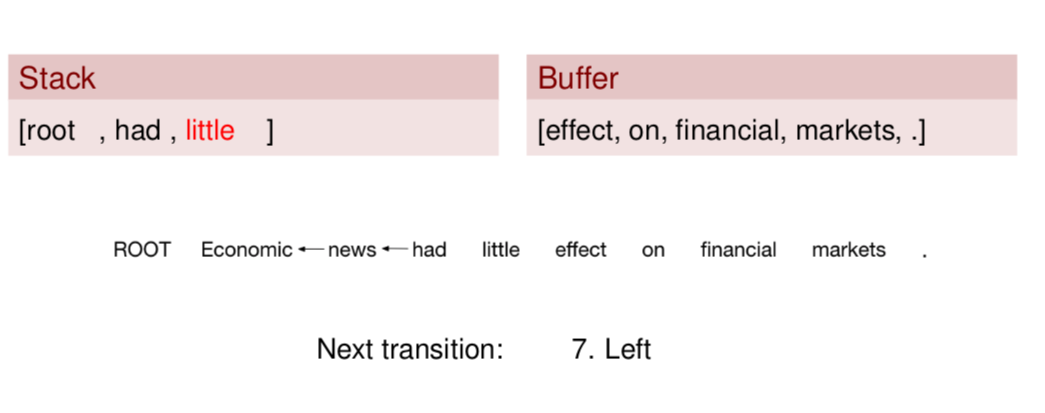 Stack
[root , had , little ]
Buffer
[effect, on, financial, markets, .]
ROOT Economic ← news ← had little effect on financial markets .
Next transition: 7. Left